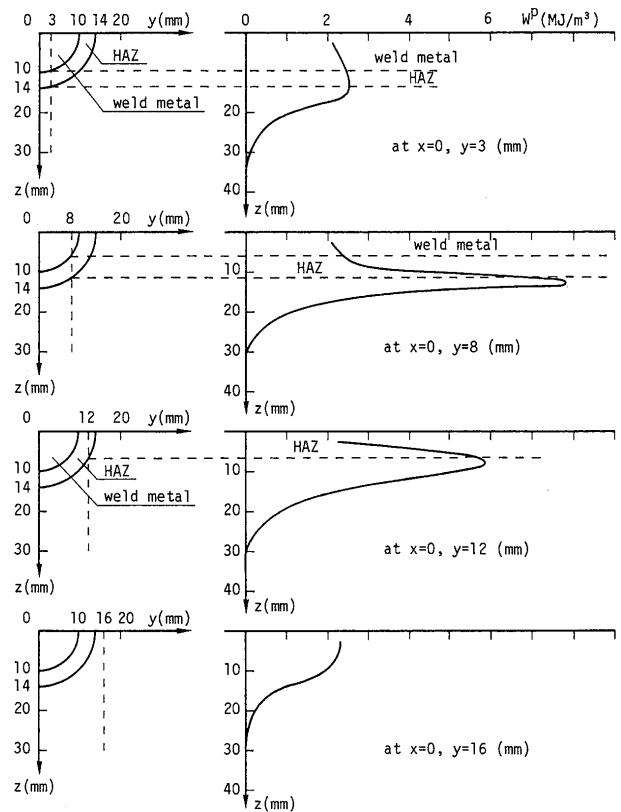 0 3 10 14 y(mm)
HAZ
weld metal
10
14
20
30
z(mm)
0 2 4 6 8 Wᵖ(MJ/m³)
weld metal
HAZ
10
20
30
40
z(mm)
at x=0, y=3 (mm)
0 8 20 y(mm)
10
14
20
30
z(mm)
weld metal
HAZ
10
20
30
40
z(mm)
at x=0, y=8 (mm)
0 12 20 y(mm)
HAZ
weld metal
10
14
20
30
z(mm)
HAZ
10
20
30
40
z(mm)
at x=0, y=12 (mm)
0 10 16 20 y(mm)
10
14
20
30
z(mm)
10
20
30
40
z(mm)
at x=0, y=16 (mm)